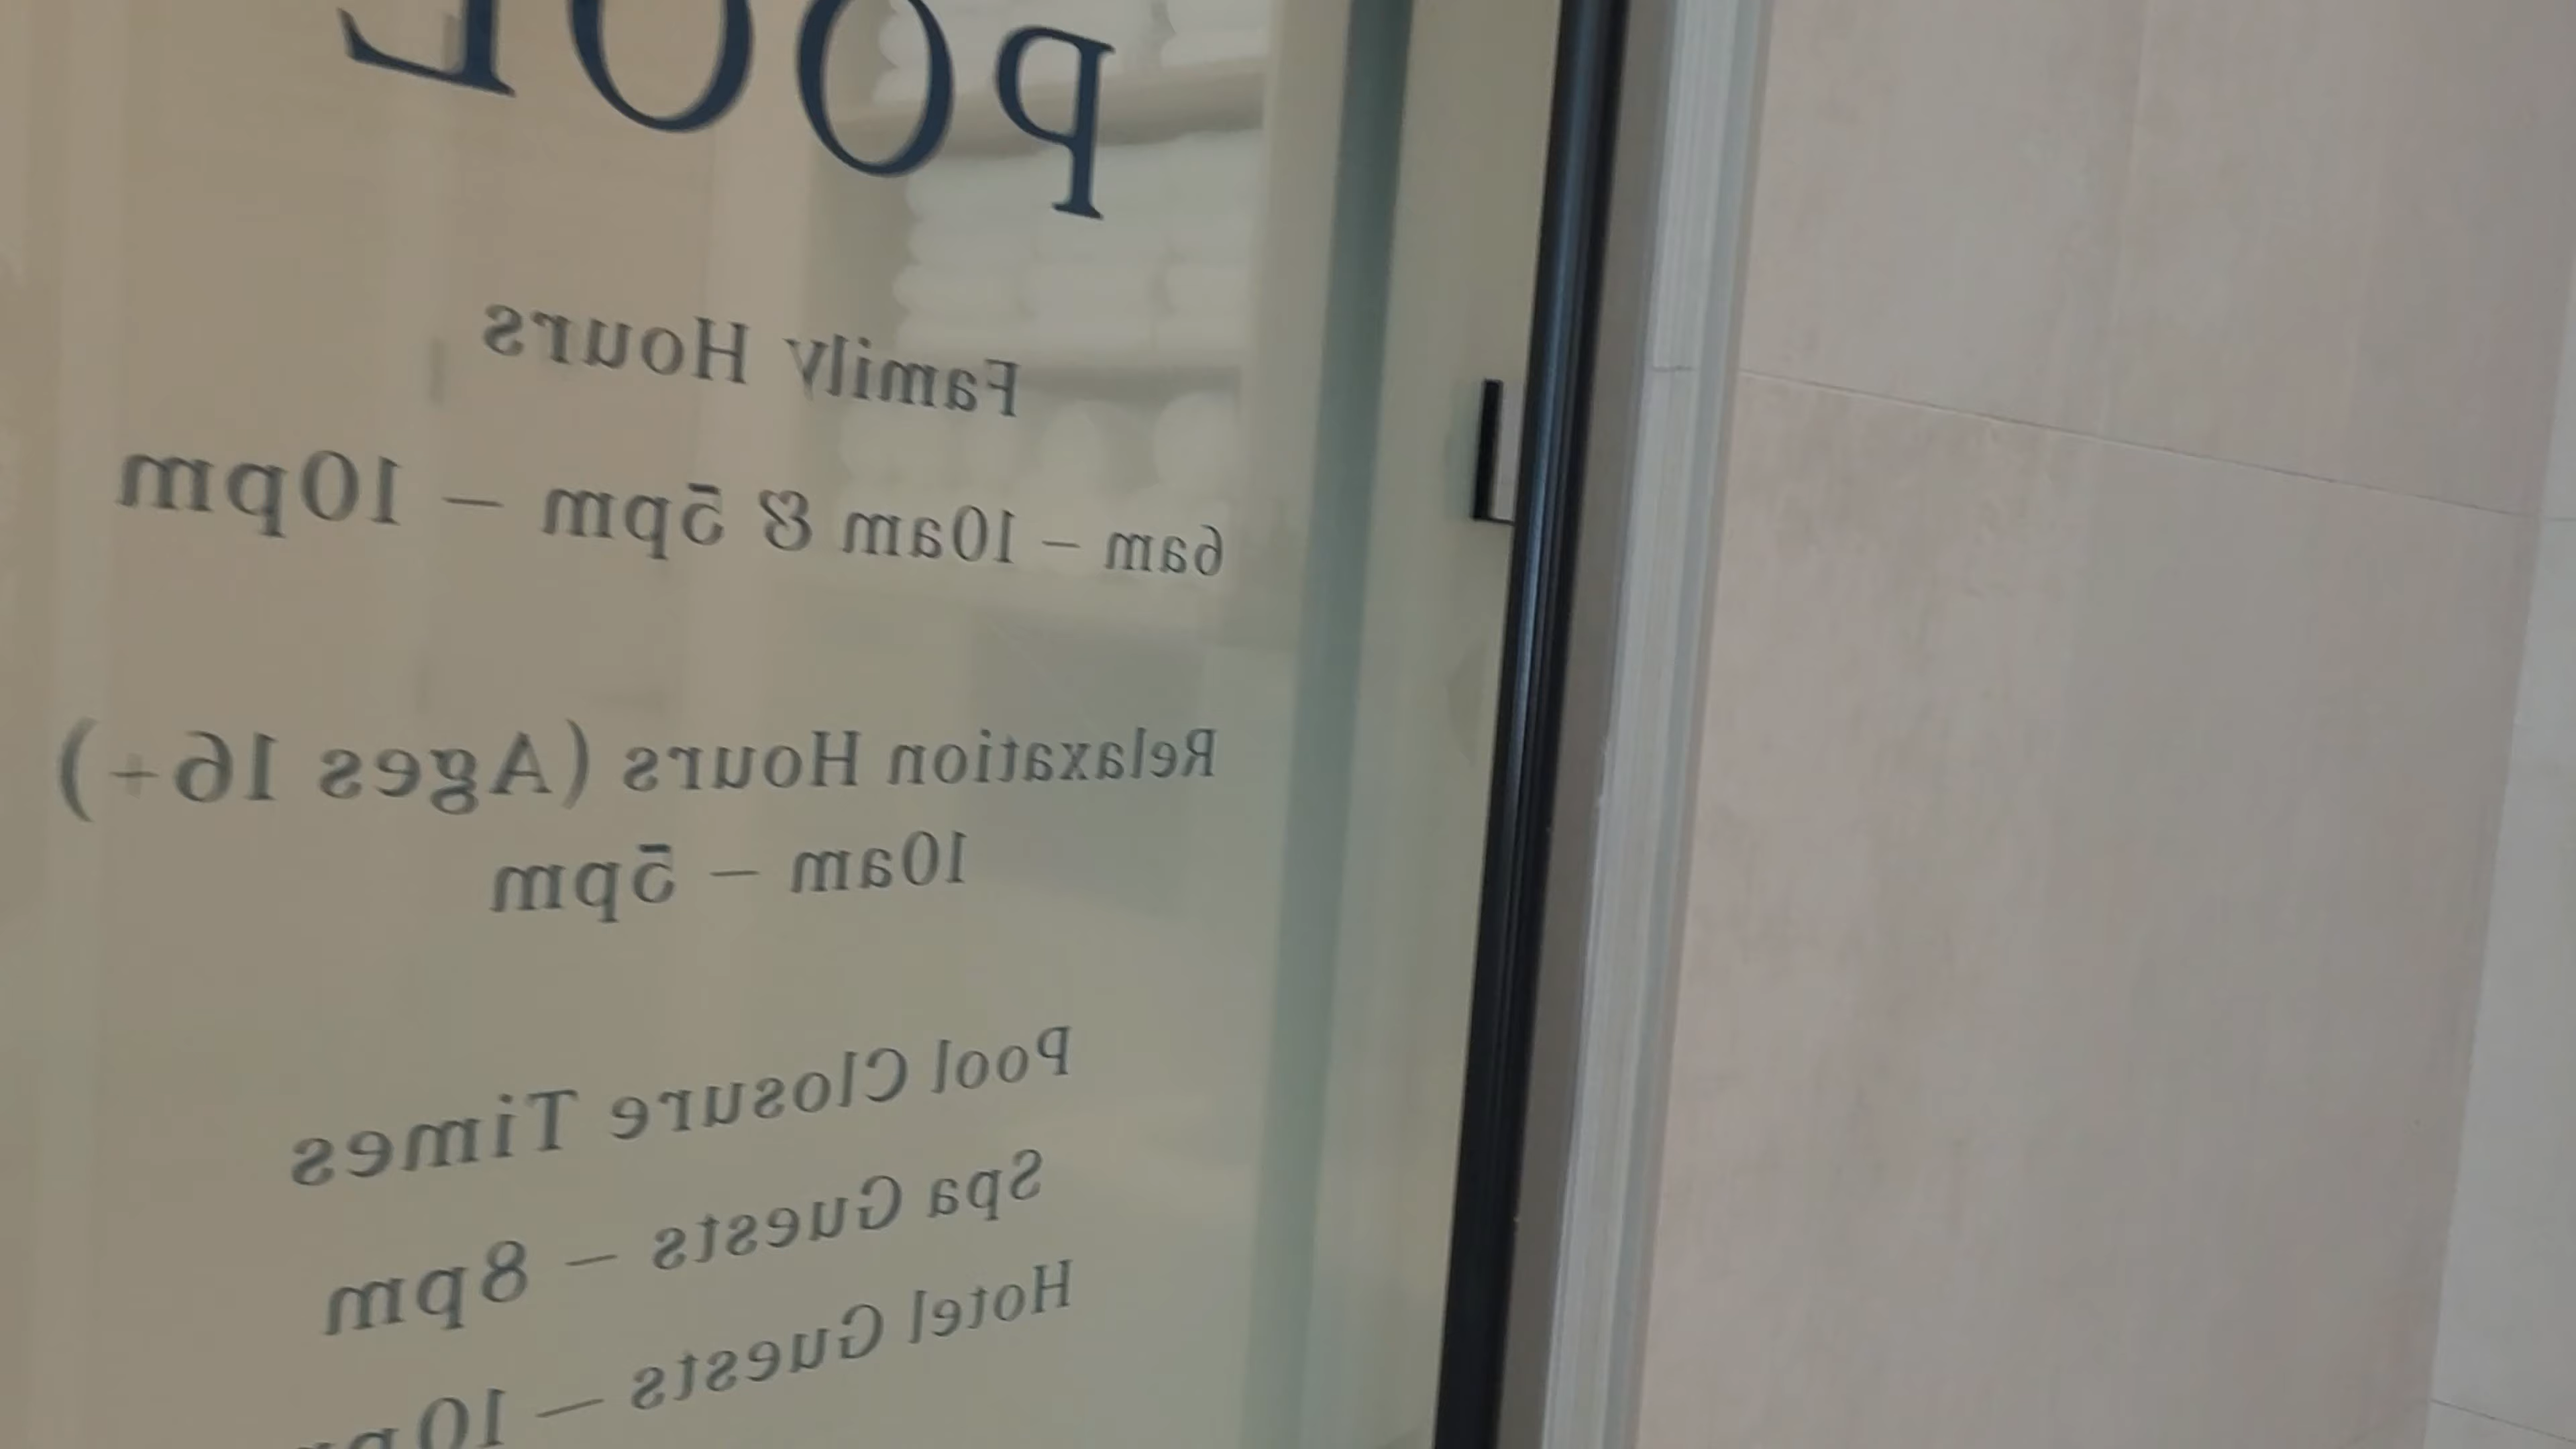 POOL
Family Hours
6am – 10am & 5pm – 10pm
Relaxation Hours (Ages 16+)
10am – 5pm
Pool Closure Times
Spa Guests – 8pm
Hotel Guests – 10p